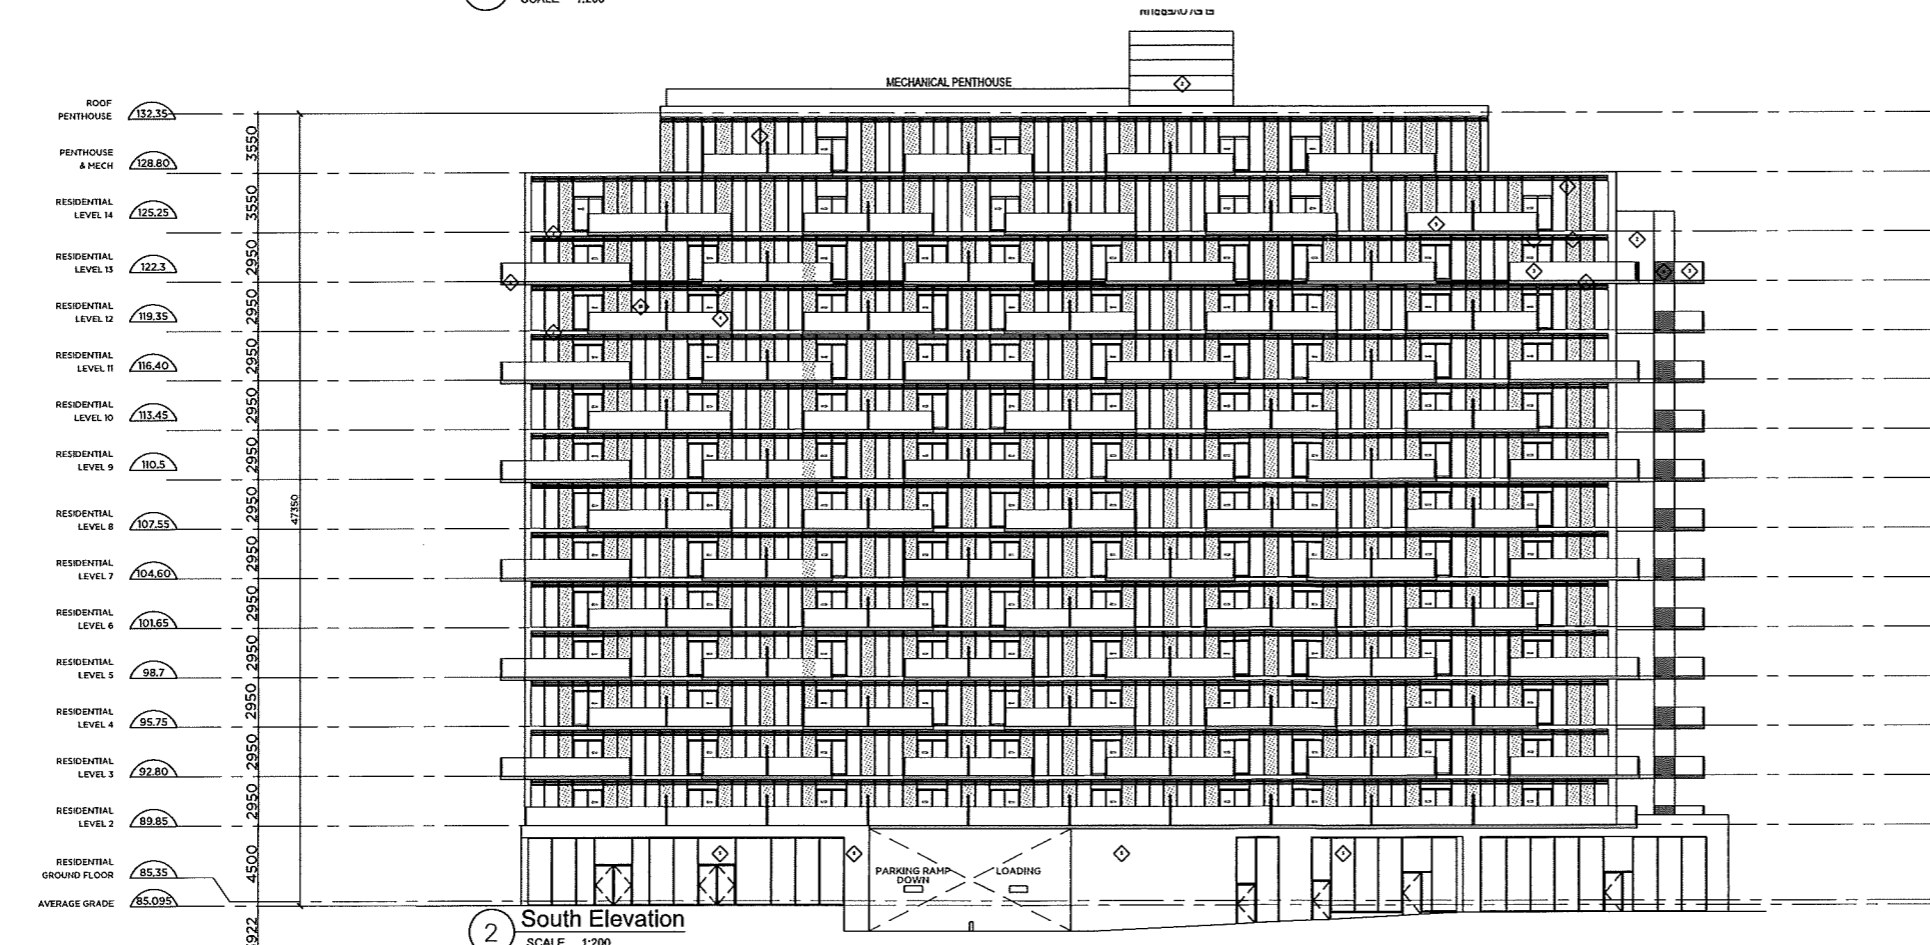 SCALE 1:200
MECHANICAL PENTHOUSE
ROOF
PENTHOUSE 132.35
3550
PENTHOUSE
& MECH 128.80
3550
RESIDENTIAL
LEVEL 14 125.25
2950
RESIDENTIAL
LEVEL 13 122.3
2950
RESIDENTIAL
LEVEL 12 119.35
2950
RESIDENTIAL
LEVEL 11 116.40
2950
RESIDENTIAL
LEVEL 10 113.45
2950
RESIDENTIAL
LEVEL 9 110.5
2950
47350
RESIDENTIAL
LEVEL 8 107.55
2950
RESIDENTIAL
LEVEL 7 104.60
2950
RESIDENTIAL
LEVEL 6 101.65
2950
RESIDENTIAL
LEVEL 5 98.7
2950
RESIDENTIAL
LEVEL 4 95.75
2950
RESIDENTIAL
LEVEL 3 92.80
2950
RESIDENTIAL
LEVEL 2 89.85
4500
RESIDENTIAL
GROUND FLOOR 85.35
AVERAGE GRADE 85.095
PARKING RAMP
DOWN
LOADING
2 South Elevation
SCALE 1:200